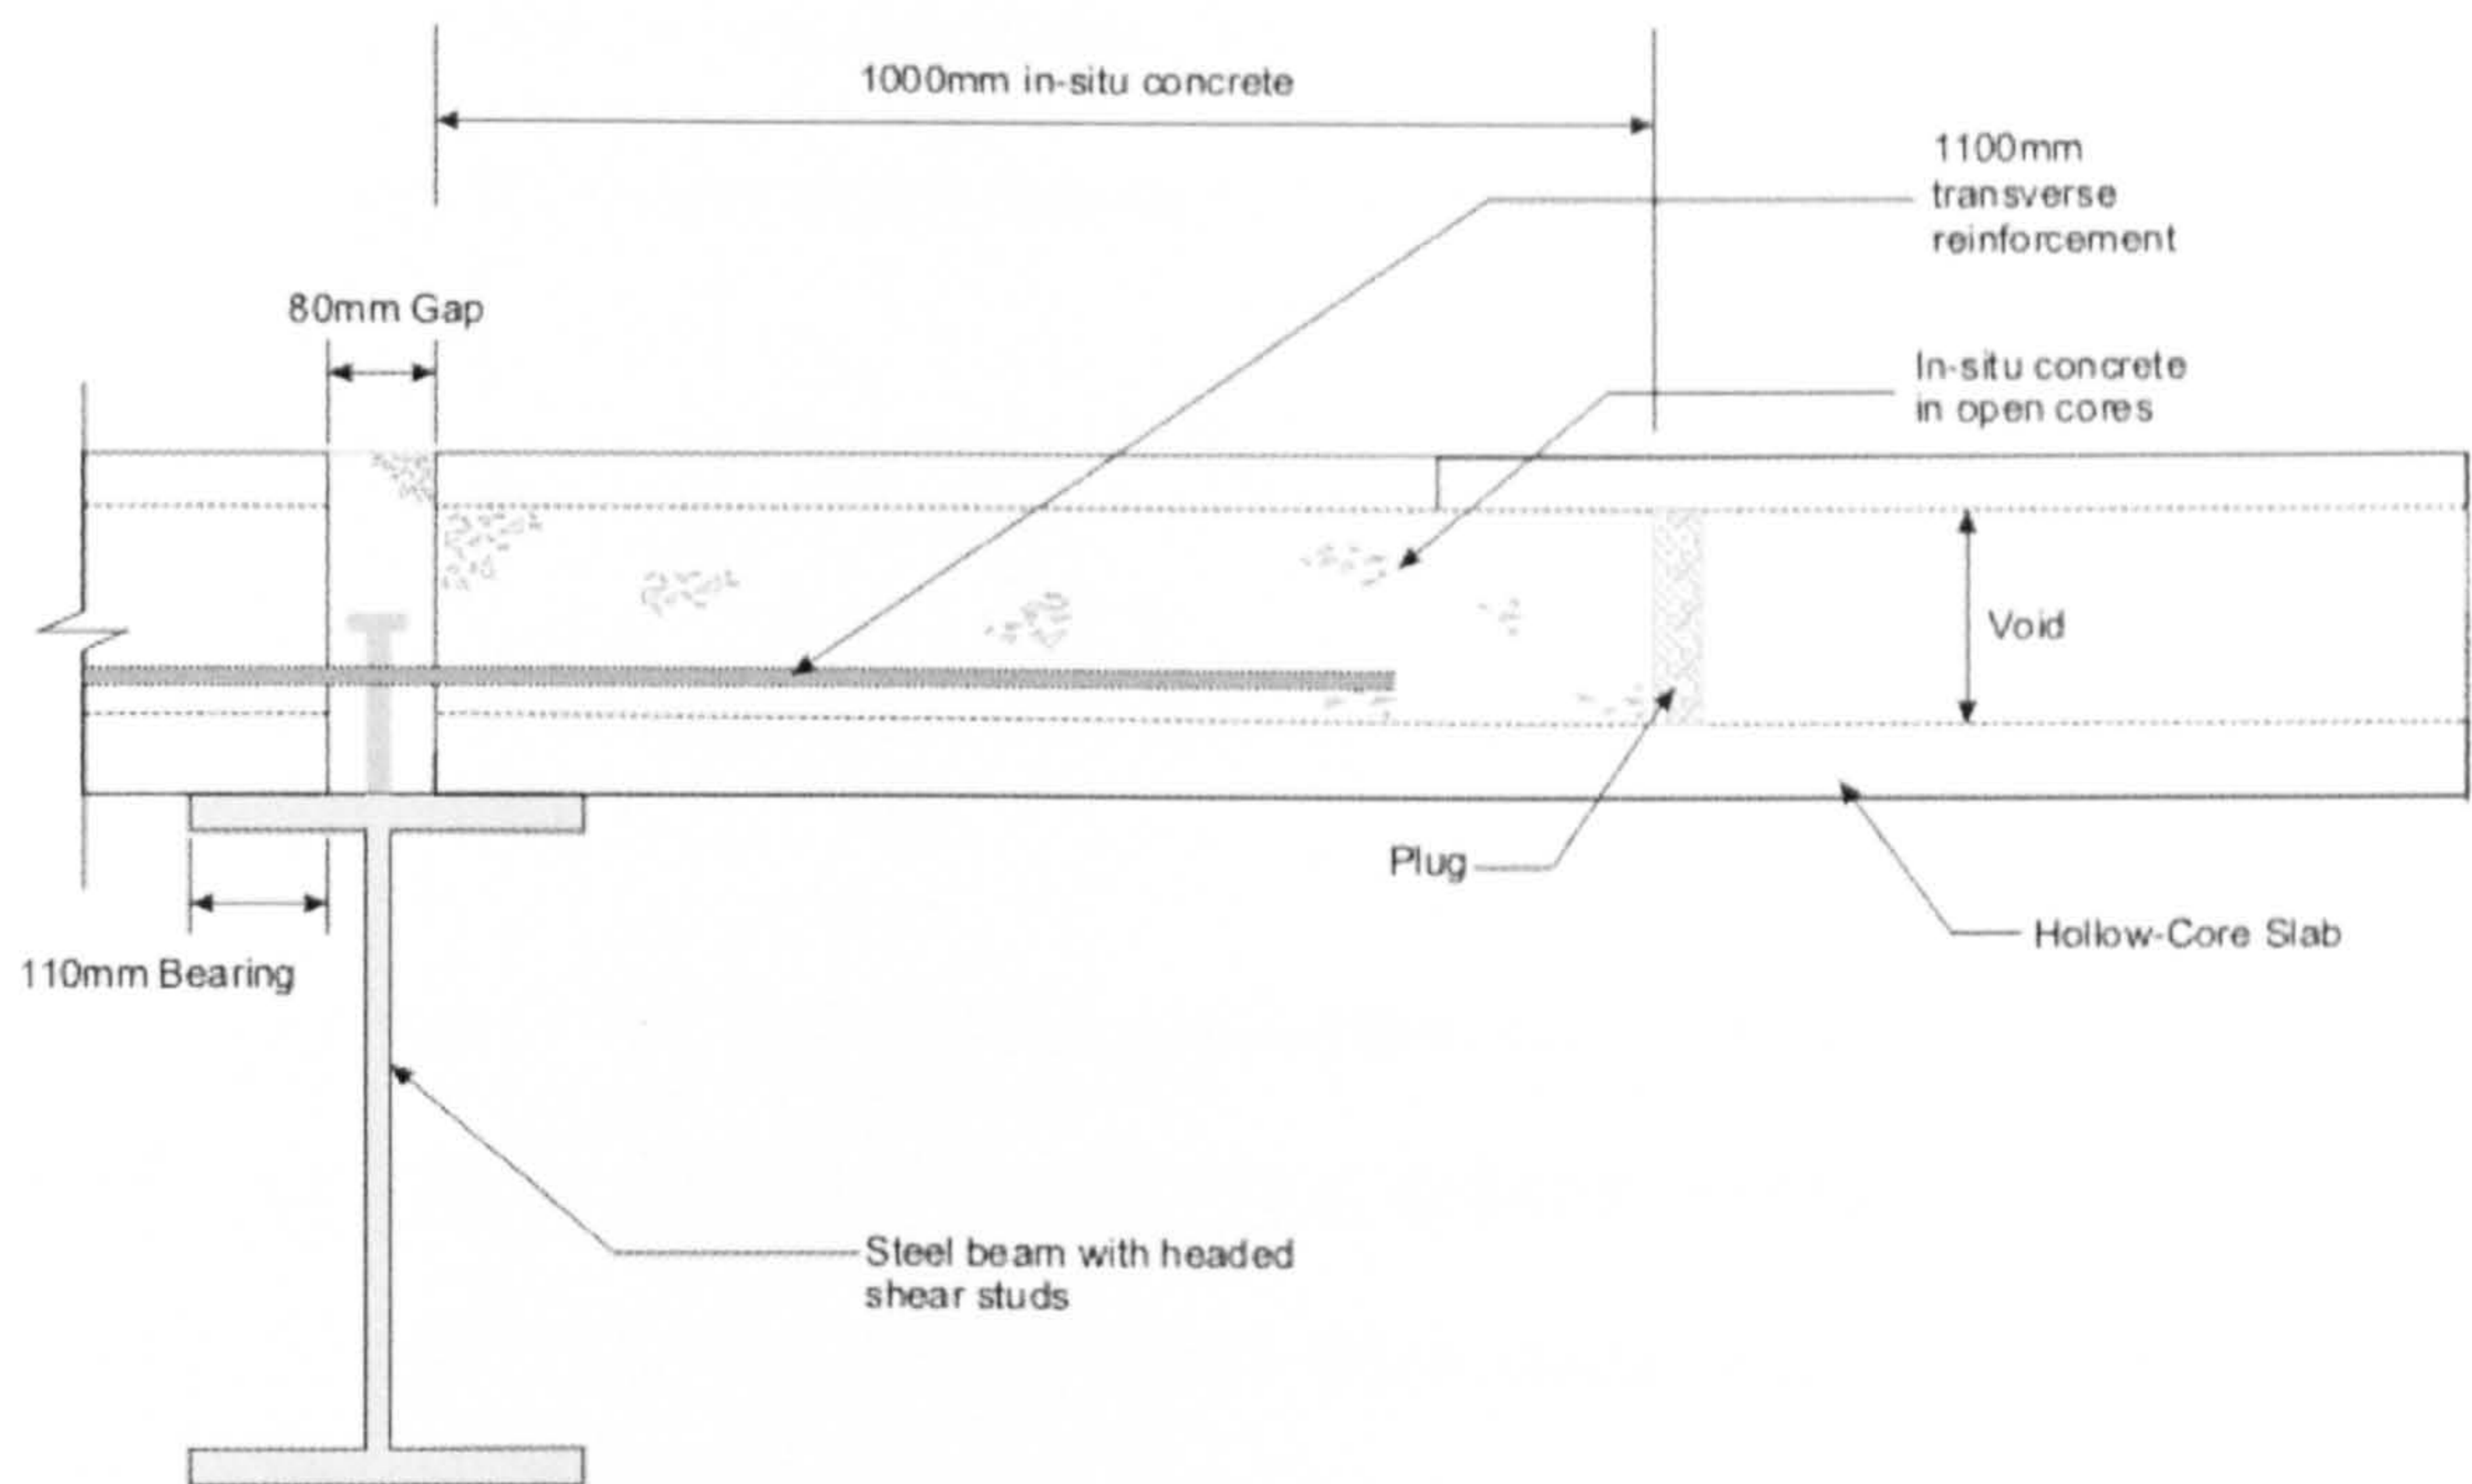 1000mm in-situ concrete
1100mm
transverse
reinforcement
80mm Gap
In-situ concrete
in open cores
Void
Plug
Hollow-Core Slab
110mm Bearing
Steel beam with headed
shear studs